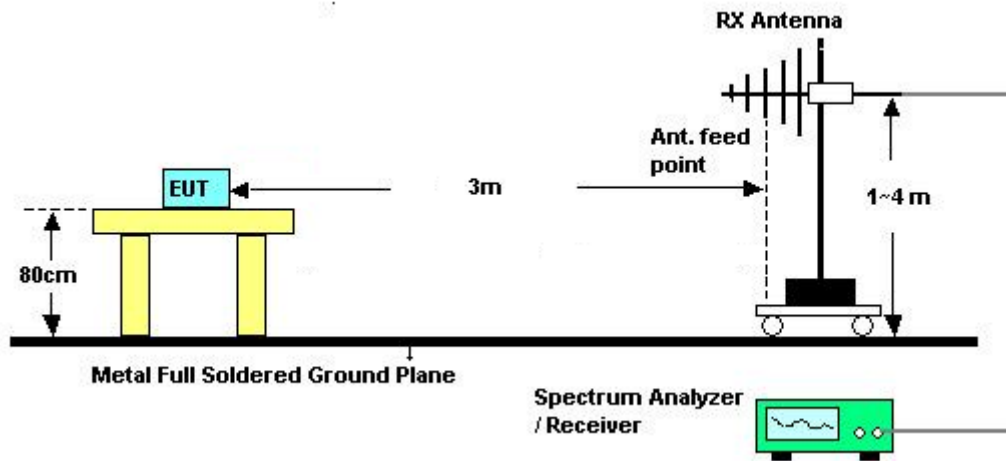 RX Antenna
Ant. feed
point
EUT
3m
1~4 m
80cm
Metal Full Soldered Ground Plane
Spectrum Analyzer
/ Receiver